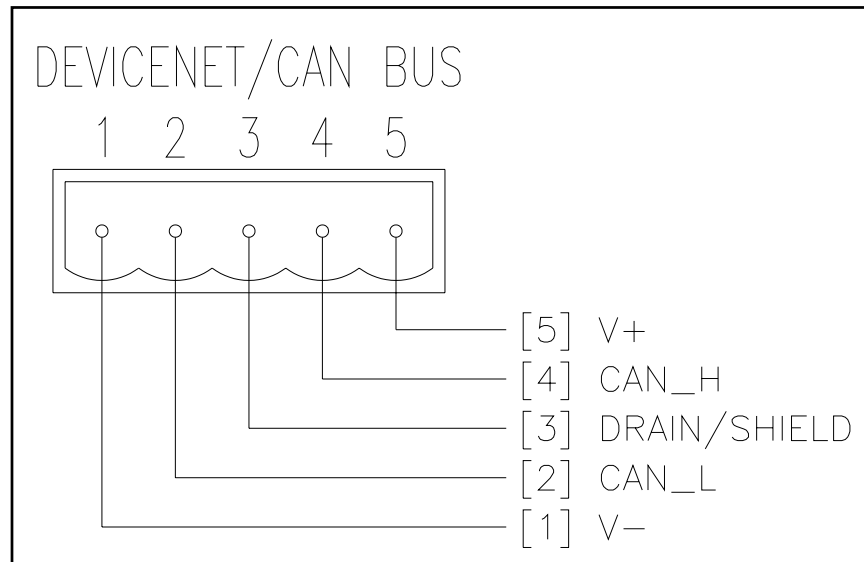 DEVICENET/CAN BUS
1 2 3 4 5
[5] V+
[4] CAN_H
[3] DRAIN/SHIELD
[2] CAN_L
[1] V-